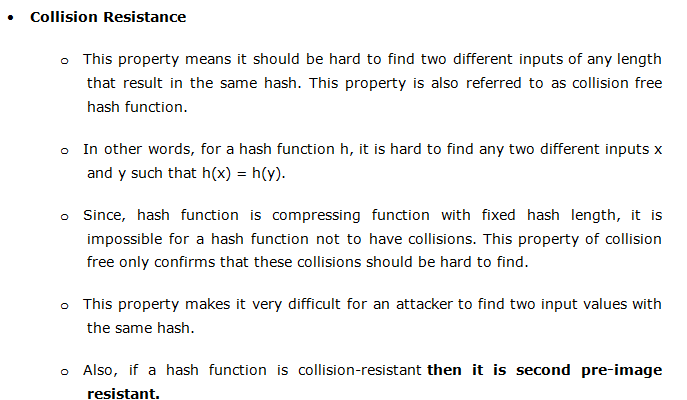 • Collision Resistance
o This property means it should be hard to find two different inputs of any length
that result in the same hash. This property is also referred to as collision free
hash function.
o In other words, for a hash function h, it is hard to find any two different inputs x
and y such that h(x) = h(y).
o Since, hash function is compressing function with fixed hash length, it is
impossible for a hash function not to have collisions. This property of collision
free only confirms that these collisions should be hard to find.
o This property makes it very difficult for an attacker to find two input values with
the same hash.
o Also, if a hash function is collision-resistant then it is second pre-image
resistant.